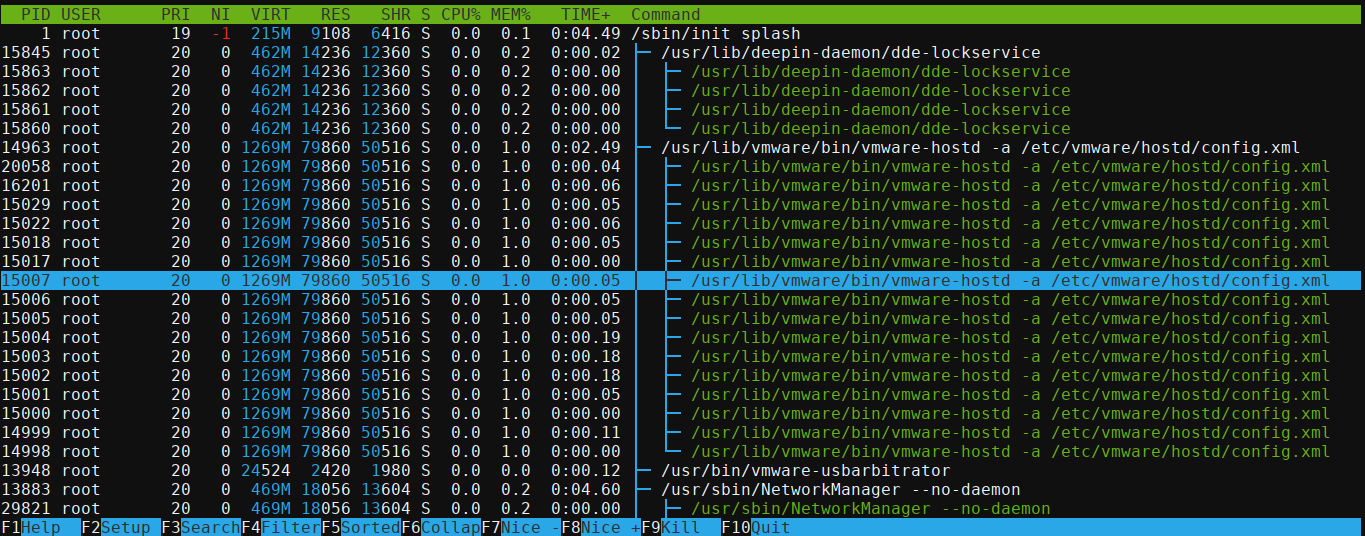 PID USER PRI NI VIRT RES SHR S CPU% MEM% TIME+ Command
1 root 19 -1 215M 9108 6416 S 0.0 0.1 0:04.49 /sbin/init splash
15845 root 20 0 462M 14236 12360 S 0.0 0.2 0:00.02 /usr/lib/deepin-daemon/dde-lockservice
15863 root 20 0 462M 14236 12360 S 0.0 0.2 0:00.00 /usr/lib/deepin-daemon/dde-lockservice
15862 root 20 0 462M 14236 12360 S 0.0 0.2 0:00.00 /usr/lib/deepin-daemon/dde-lockservice
15861 root 20 0 462M 14236 12360 S 0.0 0.2 0:00.00 /usr/lib/deepin-daemon/dde-lockservice
15860 root 20 0 462M 14236 12360 S 0.0 0.2 0:00.00 /usr/lib/deepin-daemon/dde-lockservice
14963 root 20 0 1269M 79860 50516 S 0.0 1.0 0:02.49 /usr/lib/vmware/bin/vmware-hostd -a /etc/vmware/hostd/config.xml
20058 root 20 0 1269M 79860 50516 S 0.0 1.0 0:00.04 /usr/lib/vmware/bin/vmware-hostd -a /etc/vmware/hostd/config.xml
16201 root 20 0 1269M 79860 50516 S 0.0 1.0 0:00.06 /usr/lib/vmware/bin/vmware-hostd -a /etc/vmware/hostd/config.xml
15029 root 20 0 1269M 79860 50516 S 0.0 1.0 0:00.05 /usr/lib/vmware/bin/vmware-hostd -a /etc/vmware/hostd/config.xml
15022 root 20 0 1269M 79860 50516 S 0.0 1.0 0:00.06 /usr/lib/vmware/bin/vmware-hostd -a /etc/vmware/hostd/config.xml
15018 root 20 0 1269M 79860 50516 S 0.0 1.0 0:00.05 /usr/lib/vmware/bin/vmware-hostd -a /etc/vmware/hostd/config.xml
15017 root 20 0 1269M 79860 50516 S 0.0 1.0 0:00.00 /usr/lib/vmware/bin/vmware-hostd -a /etc/vmware/hostd/config.xml
15007 root 20 0 1269M 79860 50516 S 0.0 1.0 0:00.05 /usr/lib/vmware/bin/vmware-hostd -a /etc/vmware/hostd/config.xml
15006 root 20 0 1269M 79860 50516 S 0.0 1.0 0:00.05 /usr/lib/vmware/bin/vmware-hostd -a /etc/vmware/hostd/config.xml
15005 root 20 0 1269M 79860 50516 S 0.0 1.0 0:00.05 /usr/lib/vmware/bin/vmware-hostd -a /etc/vmware/hostd/config.xml
15004 root 20 0 1269M 79860 50516 S 0.0 1.0 0:00.19 /usr/lib/vmware/bin/vmware-hostd -a /etc/vmware/hostd/config.xml
15003 root 20 0 1269M 79860 50516 S 0.0 1.0 0:00.18 /usr/lib/vmware/bin/vmware-hostd -a /etc/vmware/hostd/config.xml
15002 root 20 0 1269M 79860 50516 S 0.0 1.0 0:00.18 /usr/lib/vmware/bin/vmware-hostd -a /etc/vmware/hostd/config.xml
15001 root 20 0 1269M 79860 50516 S 0.0 1.0 0:00.05 /usr/lib/vmware/bin/vmware-hostd -a /etc/vmware/hostd/config.xml
15000 root 20 0 1269M 79860 50516 S 0.0 1.0 0:00.00 /usr/lib/vmware/bin/vmware-hostd -a /etc/vmware/hostd/config.xml
14999 root 20 0 1269M 79860 50516 S 0.0 1.0 0:00.11 /usr/lib/vmware/bin/vmware-hostd -a /etc/vmware/hostd/config.xml
14998 root 20 0 1269M 79860 50516 S 0.0 1.0 0:00.00 /usr/lib/vmware/bin/vmware-hostd -a /etc/vmware/hostd/config.xml
13948 root 20 0 24524 2420 1980 S 0.0 0.0 0:00.12 /usr/bin/vmware-usbarbitrator
13883 root 20 0 469M 18056 13604 S 0.0 0.2 0:04.60 /usr/sbin/NetworkManager --no-daemon
29821 root 20 0 469M 18056 13604 S 0.0 0.2 0:00.00 /usr/sbin/NetworkManager --no-daemon
F1Help F2Setup F3SearchF4FilterF5SortedF6CollapF7Nice -F8Nice +F9Kill F10Quit